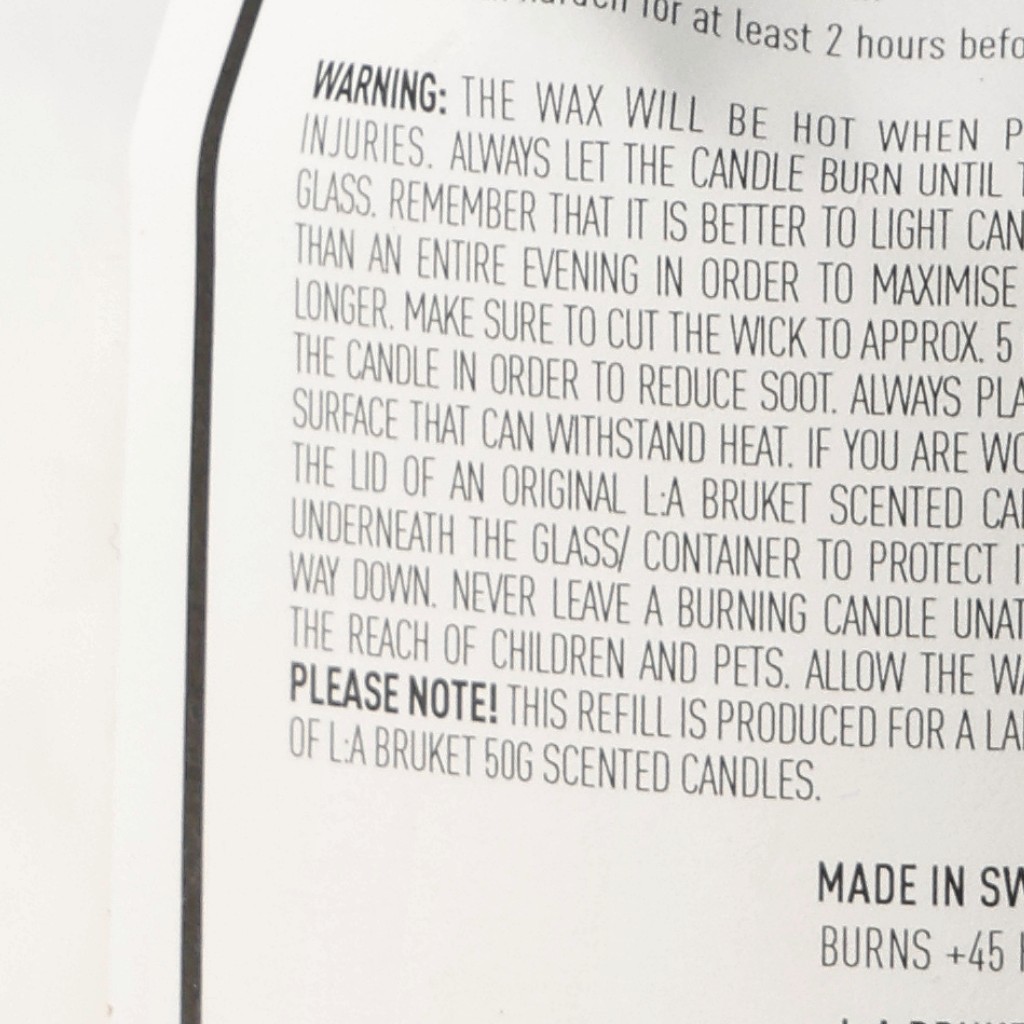 for at least 2 hours befo
WARNING: THE WAX WILL BE HOT WHEN P
INJURIES. ALWAYS LET THE CANDLE BURN UNTIL T
GLASS. REMEMBER THAT IT IS BETTER TO LIGHT CAN
THAN AN ENTIRE EVENING IN ORDER TO MAXIMISE
LONGER. MAKE SURE TO CUT THE WICK TO APPROX. 5
THE CANDLE IN ORDER TO REDUCE SOOT. ALWAYS PLA
SURFACE THAT CAN WITHSTAND HEAT. IF YOU ARE WO
THE LID OF AN ORIGINAL L:A BRUKET SCENTED CAN
UNDERNEATH THE GLASS/ CONTAINER TO PROTECT IT
WAY DOWN. NEVER LEAVE A BURNING CANDLE UNAT
THE REACH OF CHILDREN AND PETS. ALLOW THE WA
PLEASE NOTE! THIS REFILL IS PRODUCED FOR A LAR
OF L:A BRUKET 50G SCENTED CANDLES.
MADE IN SW
BURNS +45